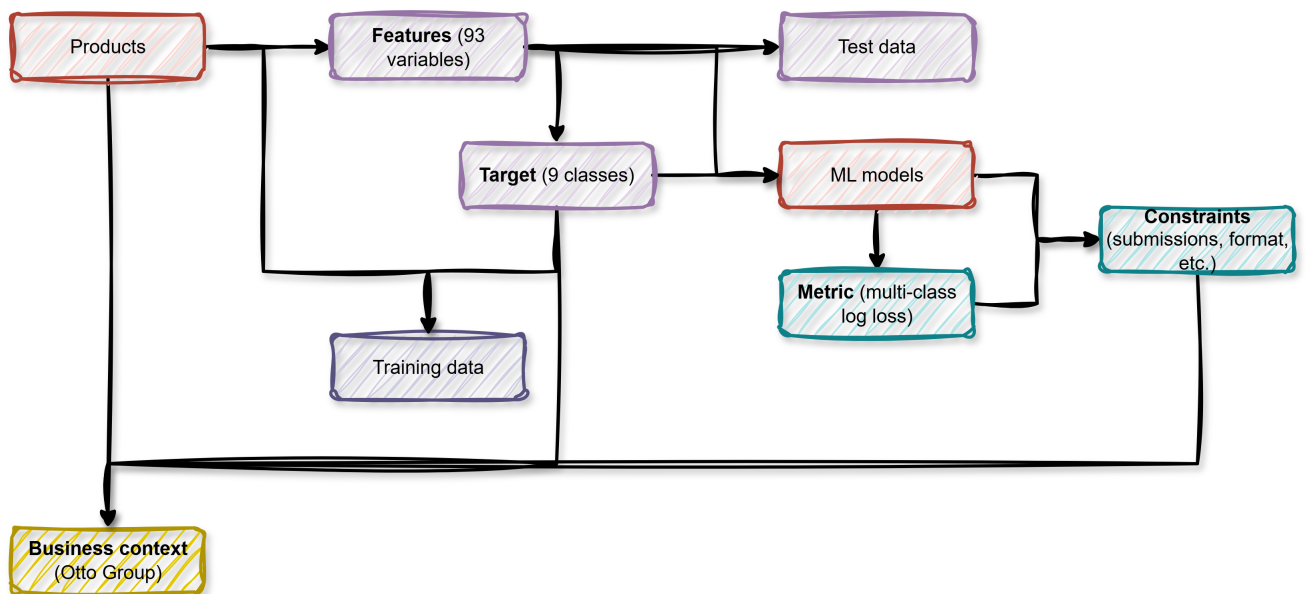 Products
Features (93
variables)
Test data
Target (9 classes)
ML models
Constraints
(submissions, format,
etc.)
Metric (multi-class
log loss)
Training data
Business context
(Otto Group)